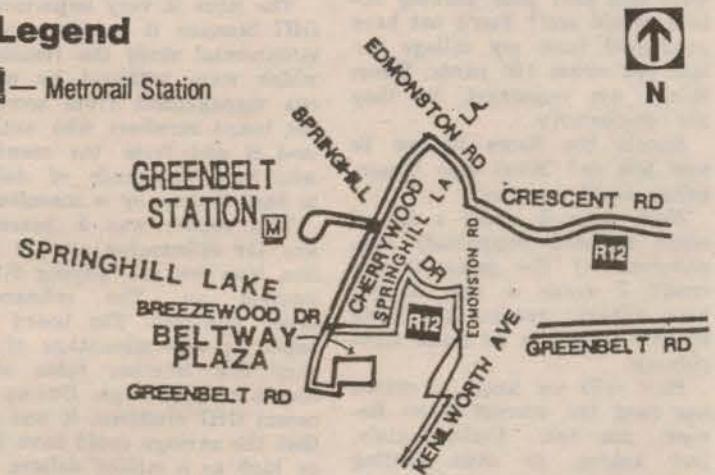 Legend
M — Metrorail Station
N
EDMONSTON RD
LA
SPRINGHILL
GREENBELT
STATION M
CRESCENT RD
R12
CHERRYWOOD LA
SPRINGHILL DR
EDMONSTON RD
SPRINGHILL LAKE
BREEZEWOOD DR
R12
BELTWAY
PLAZA
GREENBELT RD
GREENBELT RD
KENILWORTH AVE